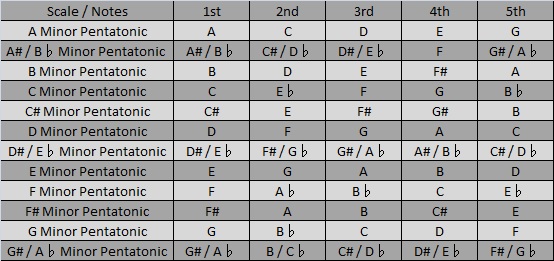 Scale / Notes 1st 2nd 3rd 4th 5th
A Minor Pentatonic A C D E G
A# / B♭ Minor Pentatonic A# / B♭ C# / D♭ D# / E♭ F G# / A♭
B Minor Pentatonic B D E F# A
C Minor Pentatonic C E♭ F G B♭
C# Minor Pentatonic C# E F# G# B
D Minor Pentatonic D F G A C
D# / E♭ Minor Pentatonic D# / E♭ F# / G♭ G# / A♭ A# / B♭ C# / D♭
E Minor Pentatonic E G A B D
F Minor Pentatonic F A♭ B♭ C E♭
F# Minor Pentatonic F# A B C# E
G Minor Pentatonic G B♭ C D F
G# / A♭ Minor Pentatonic G# / A♭ B / C♭ C# / D♭ D# / E♭ F# / G♭